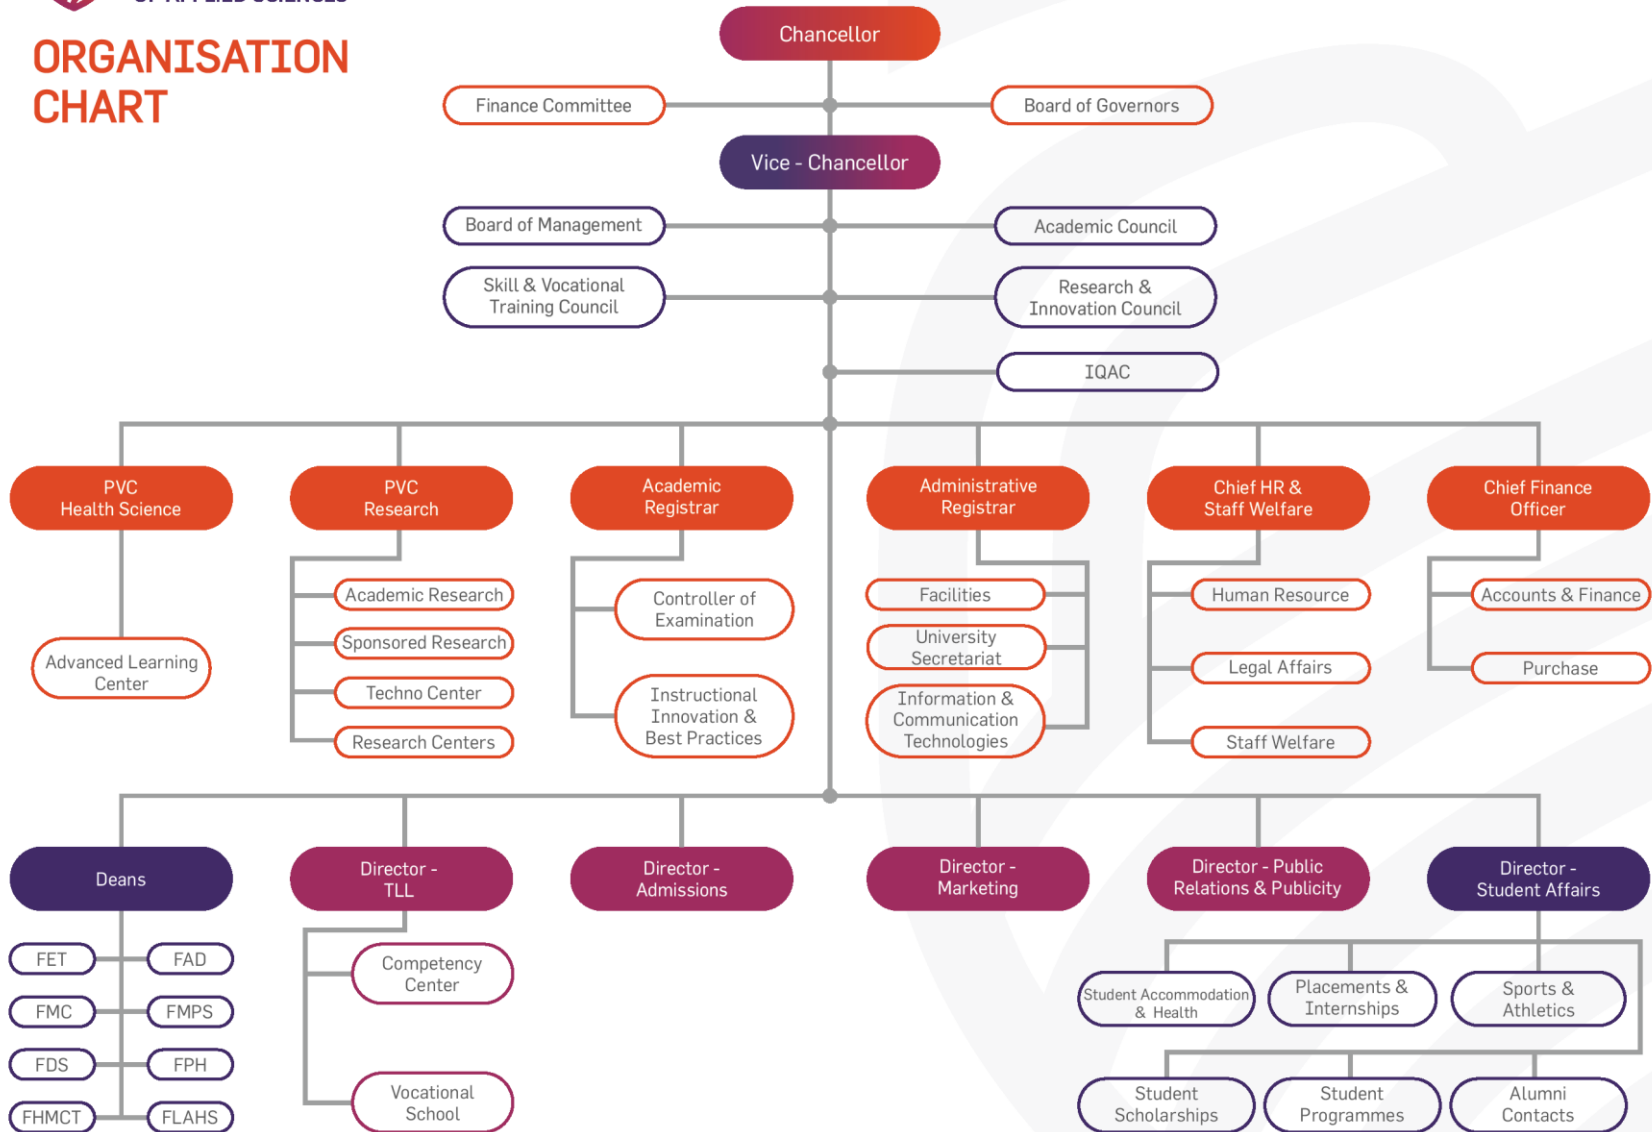 OF APPLIED SCIENCES
ORGANISATION
CHART
Chancellor
Finance Committee
Board of Governors
Vice - Chancellor
Board of Management
Academic Council
Skill & Vocational
Training Council
Research &
Innovation Council
IQAC
PVC
Health Science
PVC
Research
Academic
Registrar
Administrative
Registrar
Chief HR &
Staff Welfare
Chief Finance
Officer
Advanced Learning
Center
Academic Research
Sponsored Research
Techno Center
Research Centers
Controller of
Examination
Instructional
Innovation &
Best Practices
Facilities
University
Secretariat
Information &
Communication
Technologies
Human Resource
Legal Affairs
Staff Welfare
Accounts & Finance
Purchase
Deans
Director -
TLL
Director -
Admissions
Director -
Marketing
Director - Public
Relations & Publicity
Director -
Student Affairs
FET
FAD
FMC
FMPS
FDS
FPH
FHMCT
FLAHS
Competency
Center
Vocational
School
Student Accommodation
& Health
Placements &
Internships
Sports &
Athletics
Student
Scholarships
Student
Programmes
Alumni
Contacts